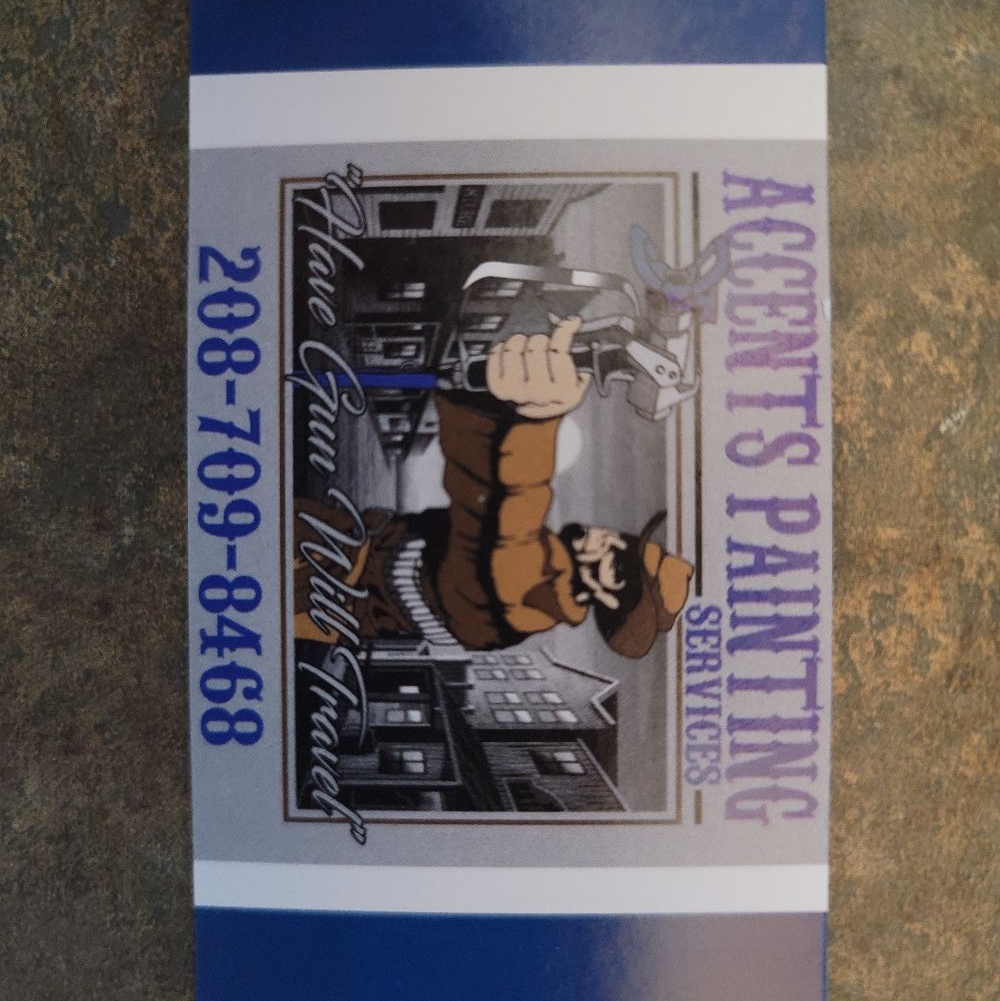 ACCENTS PAINTING
SERVICES
"Have Gun Will Travel"
208-709-8468